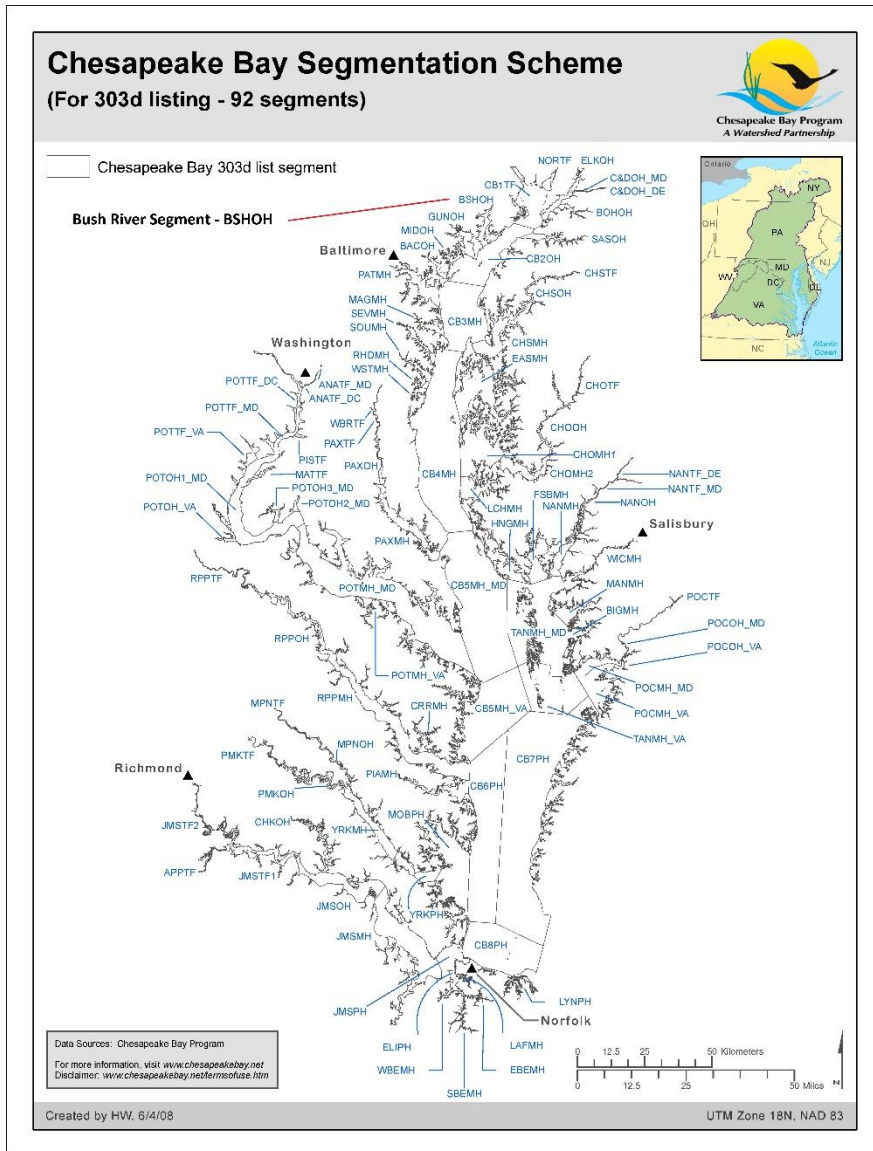 Chesapeake Bay Segmentation Scheme
(For 303d listing - 92 segments)
Chesapeake Bay Program
A Watershed Partnership
Chesapeake Bay 303d list segment
Bush River Segment - BSHOH
Ontario
NY
OH
PA
NJ
WV
MD
DC
DE
VA
NC
Atlantic
Ocean
NORTF
ELKOH
C&DOH_MD
C&DOH_DE
CB1TF
BSHOH
BOHOH
GUNOH
MIDOH
BACOH
SASOH
Baltimore
CB2OH
PATMH
CHSTF
CHSOH
MAGMH
SEVMH
SOUMH
CB3MH
Washington
CHSMH
EASMH
RHDMH
WSTMH
POTTF_DC
ANATF_MD
ANATF_DC
CHOTF
POTTF_MD
WBRTF
PAXTF
POTTF_VA
CHOOH
PISTF
MATTF
PAXOH
CB4MH
CHOMH1
CHOMH2
NANTF_DE
POTOH1_MD
POTOH3_MD
POTOH2_MD
NANTF_MD
FSBMH
NANMH
NANOH
LCHMH
HNGMH
POTOH_VA
Salisbury
PAXMH
WICMH
RPPTF
POTMH_MD
CB5MH_MD
MANMH
BIGMH
POCTF
TANMH_MD
POCOH_MD
RPPOH
POCOH_VA
POTMH_VA
POCMH_MD
RPPMH
CRRMH
CB5MH_VA
POCMH_VA
MPNTF
TANMH_VA
PMKTF
MPNOH
Richmond
PIAMH
CB7PH
CB6PH
PMKOH
MOBPH
JMSTF2
CHKOH
YRKMH
APPTF
JMSTF1
JMSOH
YRKPH
JMSMH
CB8PH
JMSPH
LYNPH
Norfolk
ELIPH
LAFMH
WBEMH
EBEMH
SBEMH
Data Sources: Chesapeake Bay Program
For more information, visit www.chesapeakebay.net
Disclaimer: www.chesapeakebay.net/termsofuse.htm
0 12.5 25 50 Kilometers
0 12.5 25 50 Miles
Created by HW, 6/4/08
UTM Zone 18N, NAD 83